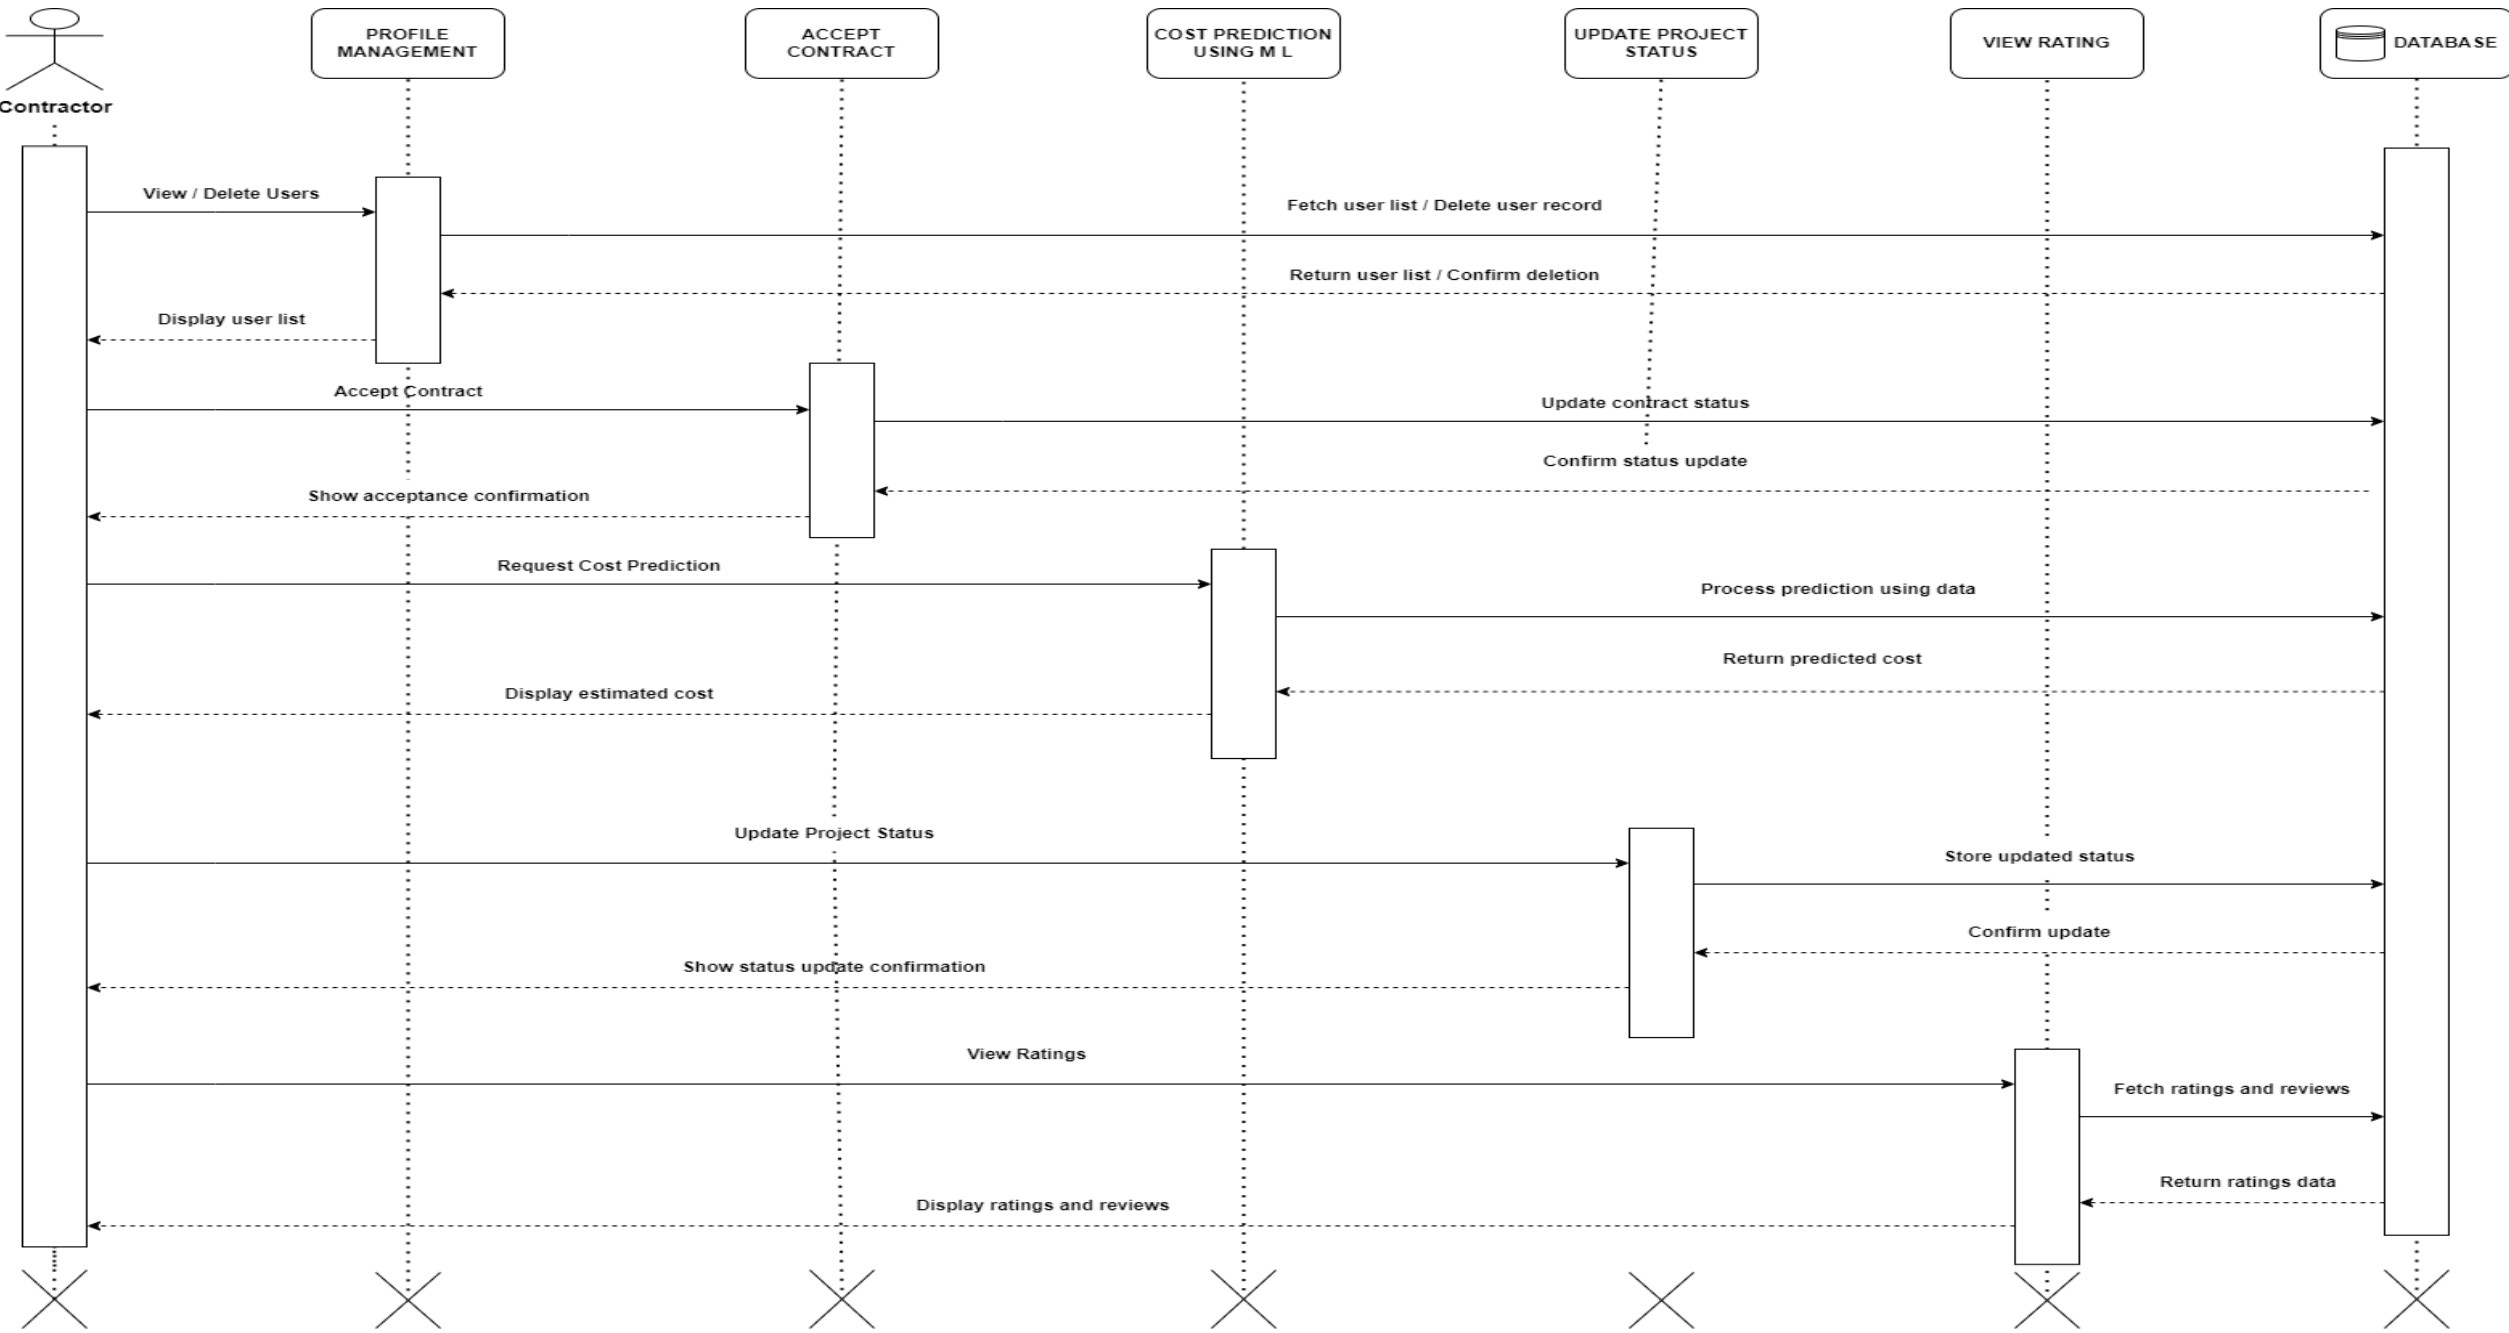 PROFILE
MANAGEMENT
ACCEPT
CONTRACT
COST PREDICTION
USING M L
UPDATE PROJECT
STATUS
VIEW RATING
DATABASE
Contractor
View / Delete Users
Fetch user list / Delete user record
Return user list / Confirm deletion
Display user list
Accept Contract
Update contract status
Confirm status update
Show acceptance confirmation
Request Cost Prediction
Process prediction using data
Return predicted cost
Display estimated cost
Update Project Status
Store updated status
Confirm update
Show status update confirmation
View Ratings
Fetch ratings and reviews
Return ratings data
Display ratings and reviews